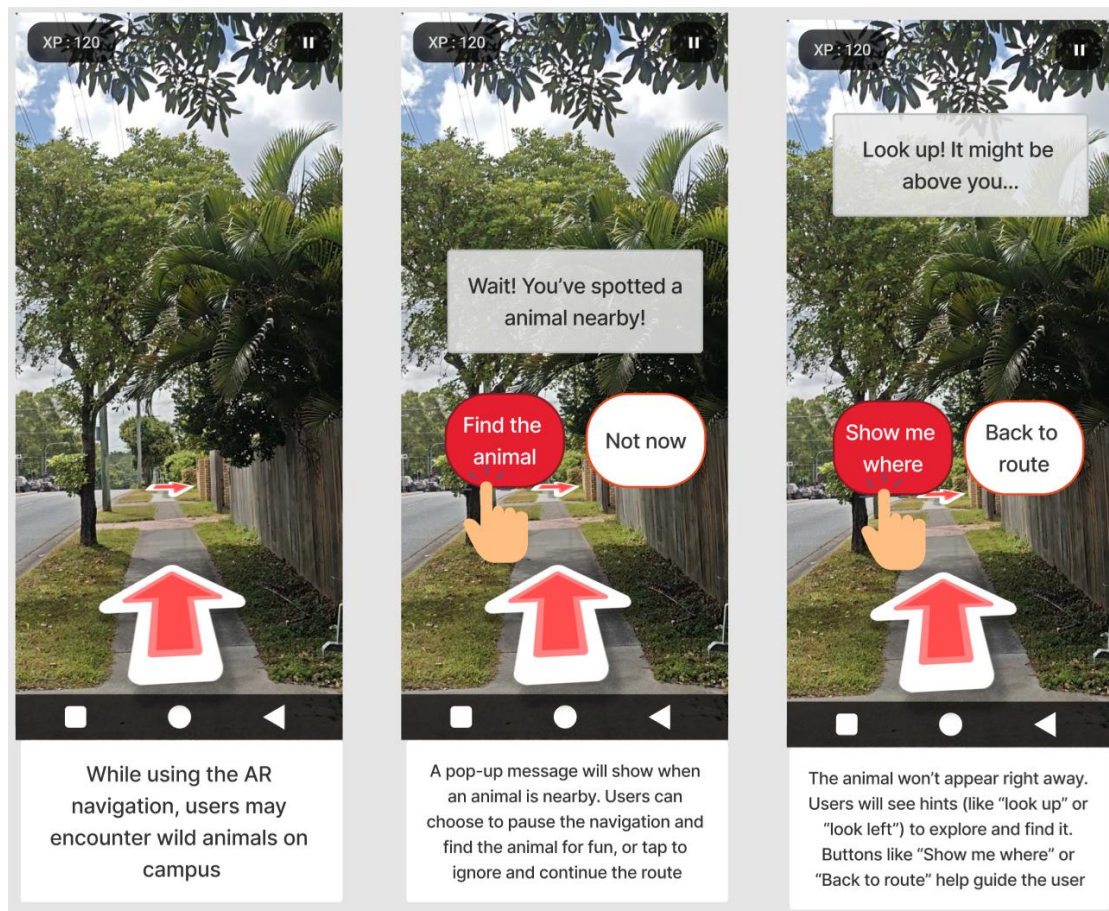 XP : 120
While using the AR
navigation, users may
encounter wild animals on
campus
XP : 120
Wait! You've spotted a
animal nearby!
Find the
animal
Not now
A pop-up message will show when
an animal is nearby. Users can
choose to pause the navigation and
find the animal for fun, or tap to
ignore and continue the route
XP : 120
Look up! It might be
above you...
Show me
where
Back to
route
The animal won't appear right away.
Users will see hints (like "look up" or
"look left") to explore and find it.
Buttons like "Show me where" or
"Back to route" help guide the user